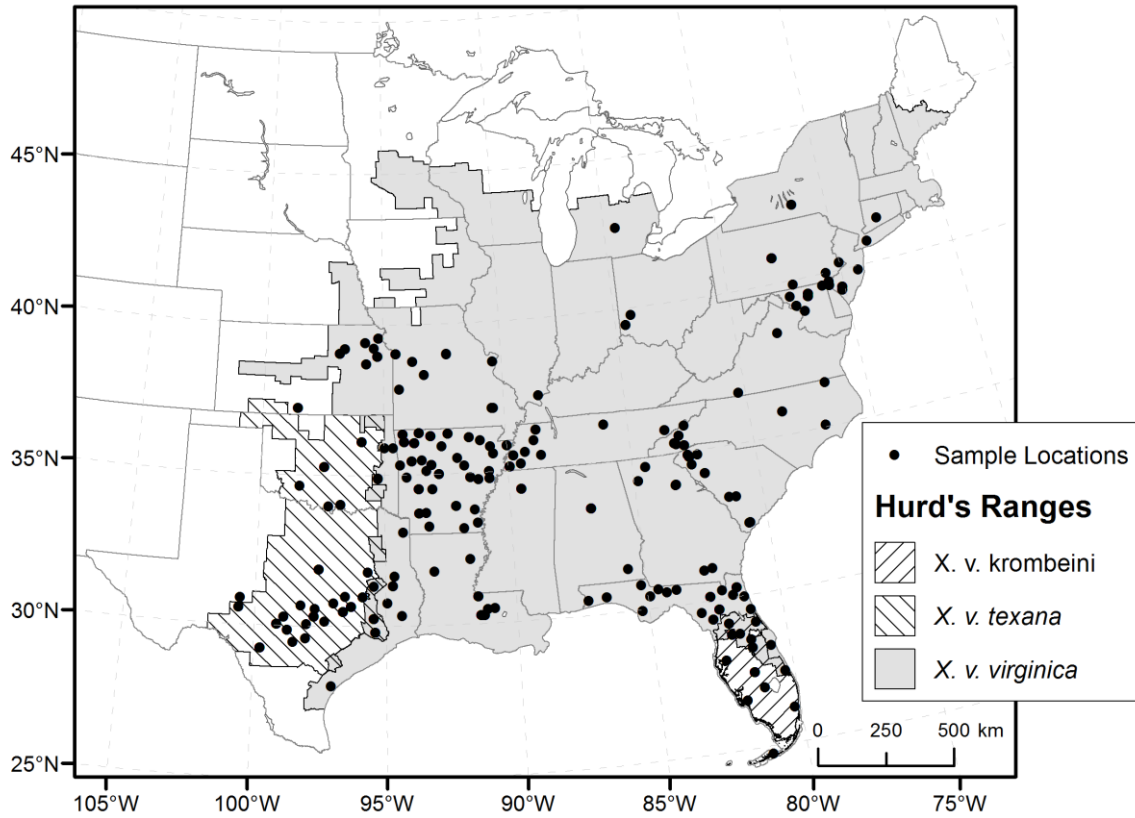 45°N
40°N
35°N
30°N
25°N
Sample Locations
Hurd's Ranges
X. v. krombeini
X. v. texana
X. v. virginica
0 250 500 km
105°W 100°W 95°W 90°W 85°W 80°W 75°W